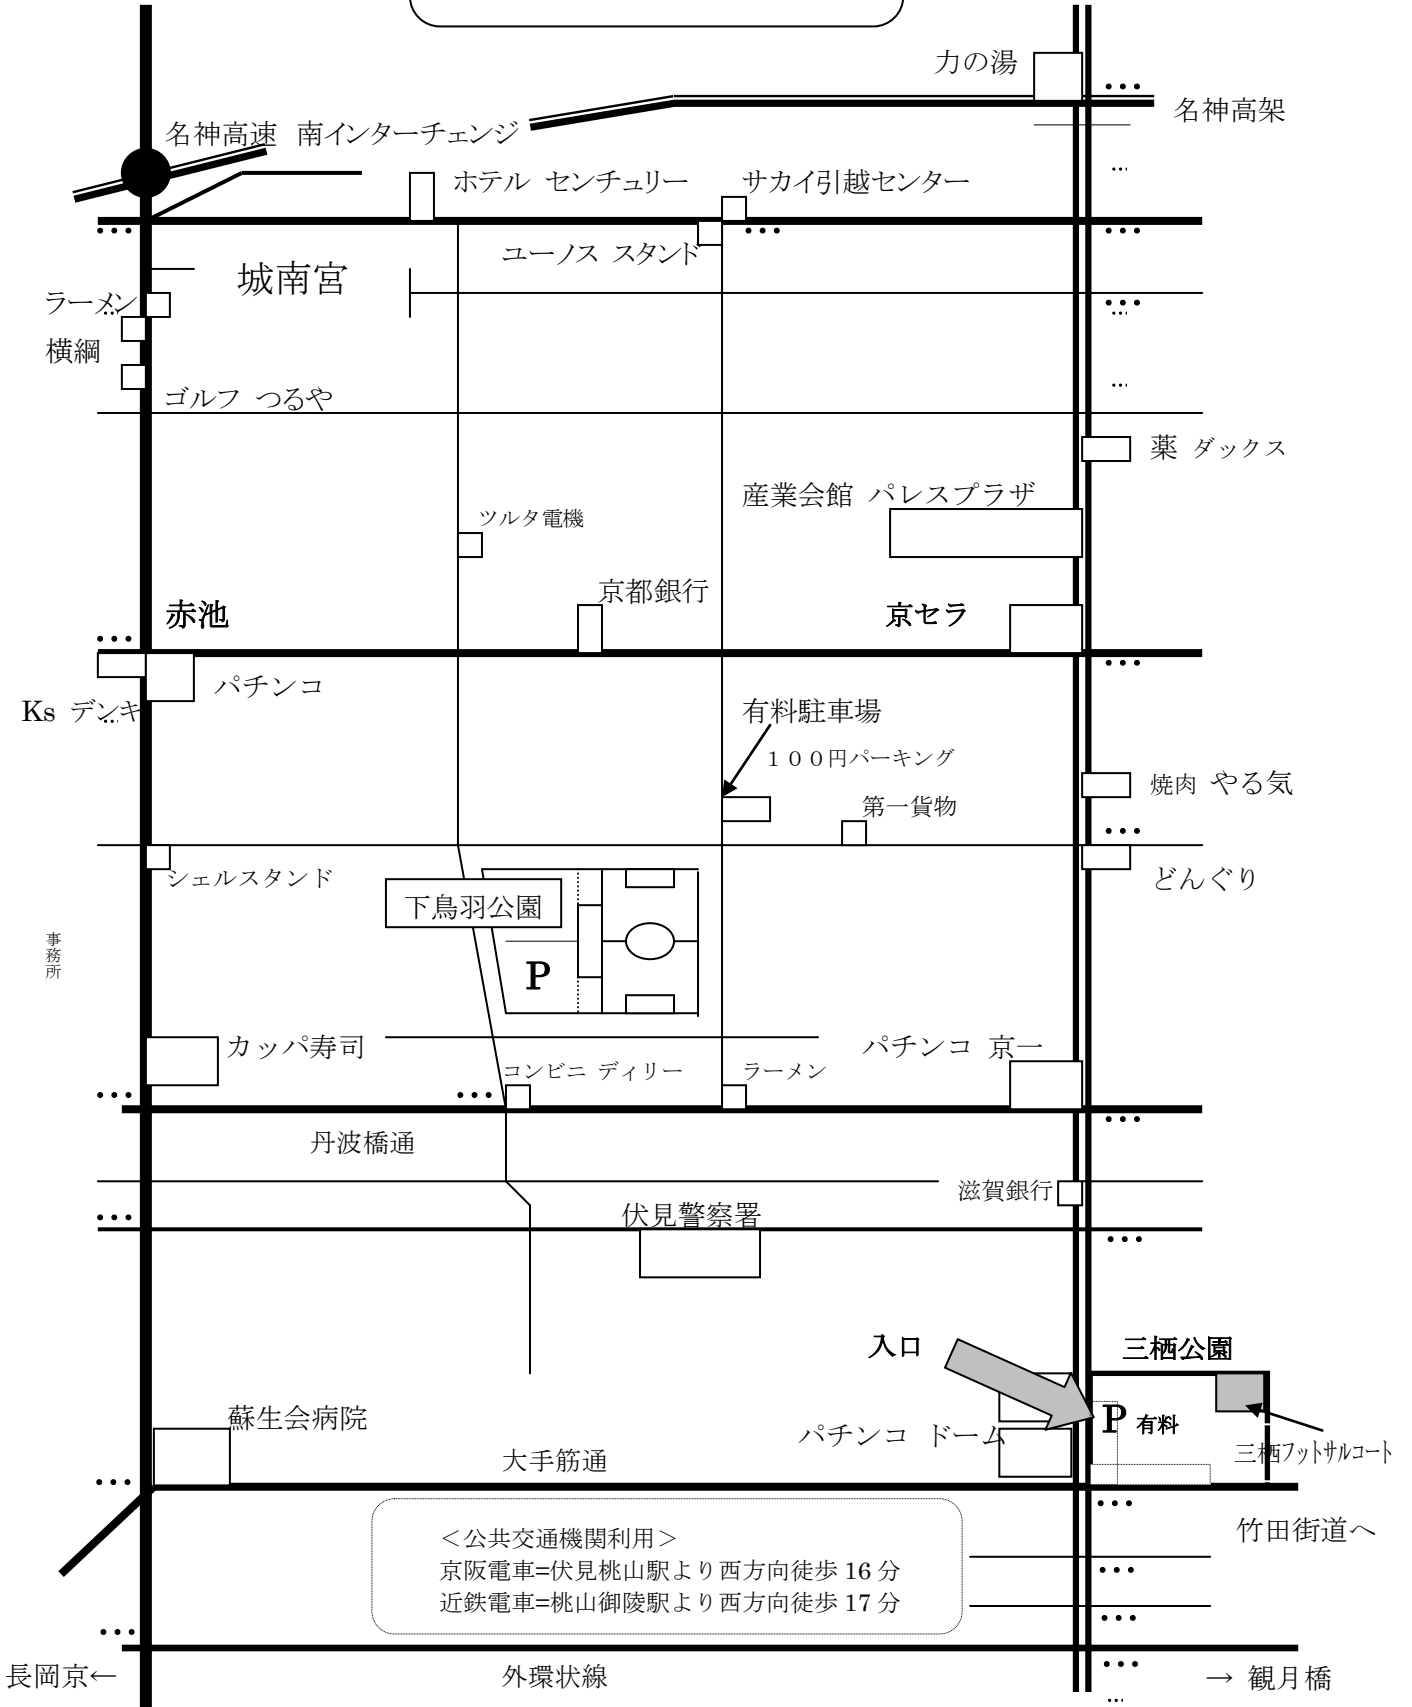 力の湯
名神高架
名神高速 南インターチェンジ
ホテル センチュリー
サカイ引越センター
ユーノス スタンド
城南宮
ラーメン
横綱
ゴルフ つるや
薬 ダックス
産業会館 パレスプラザ
ツルタ電機
京都銀行
赤池
京セラ
パチンコ
Ks デンキ
有料駐車場
100円パーキング
焼肉 やる気
第一貨物
シェルスタンド
どんぐり
下鳥羽公園
事務所
P
カッパ寿司
パチンコ 京一
コンビニ ディリー
ラーメン
丹波橋通
滋賀銀行
伏見警察署
入口
三栖公園
蘇生会病院
P 有料
パチンコ ドーム
三栖フットサルコート
大手筋通
竹田街道へ
＜公共交通機関利用＞
京阪電車=伏見桃山駅より西方向徒歩 16 分
近鉄電車=桃山御陵駅より西方向徒歩 17 分
長岡京←
外環状線
→ 観月橋